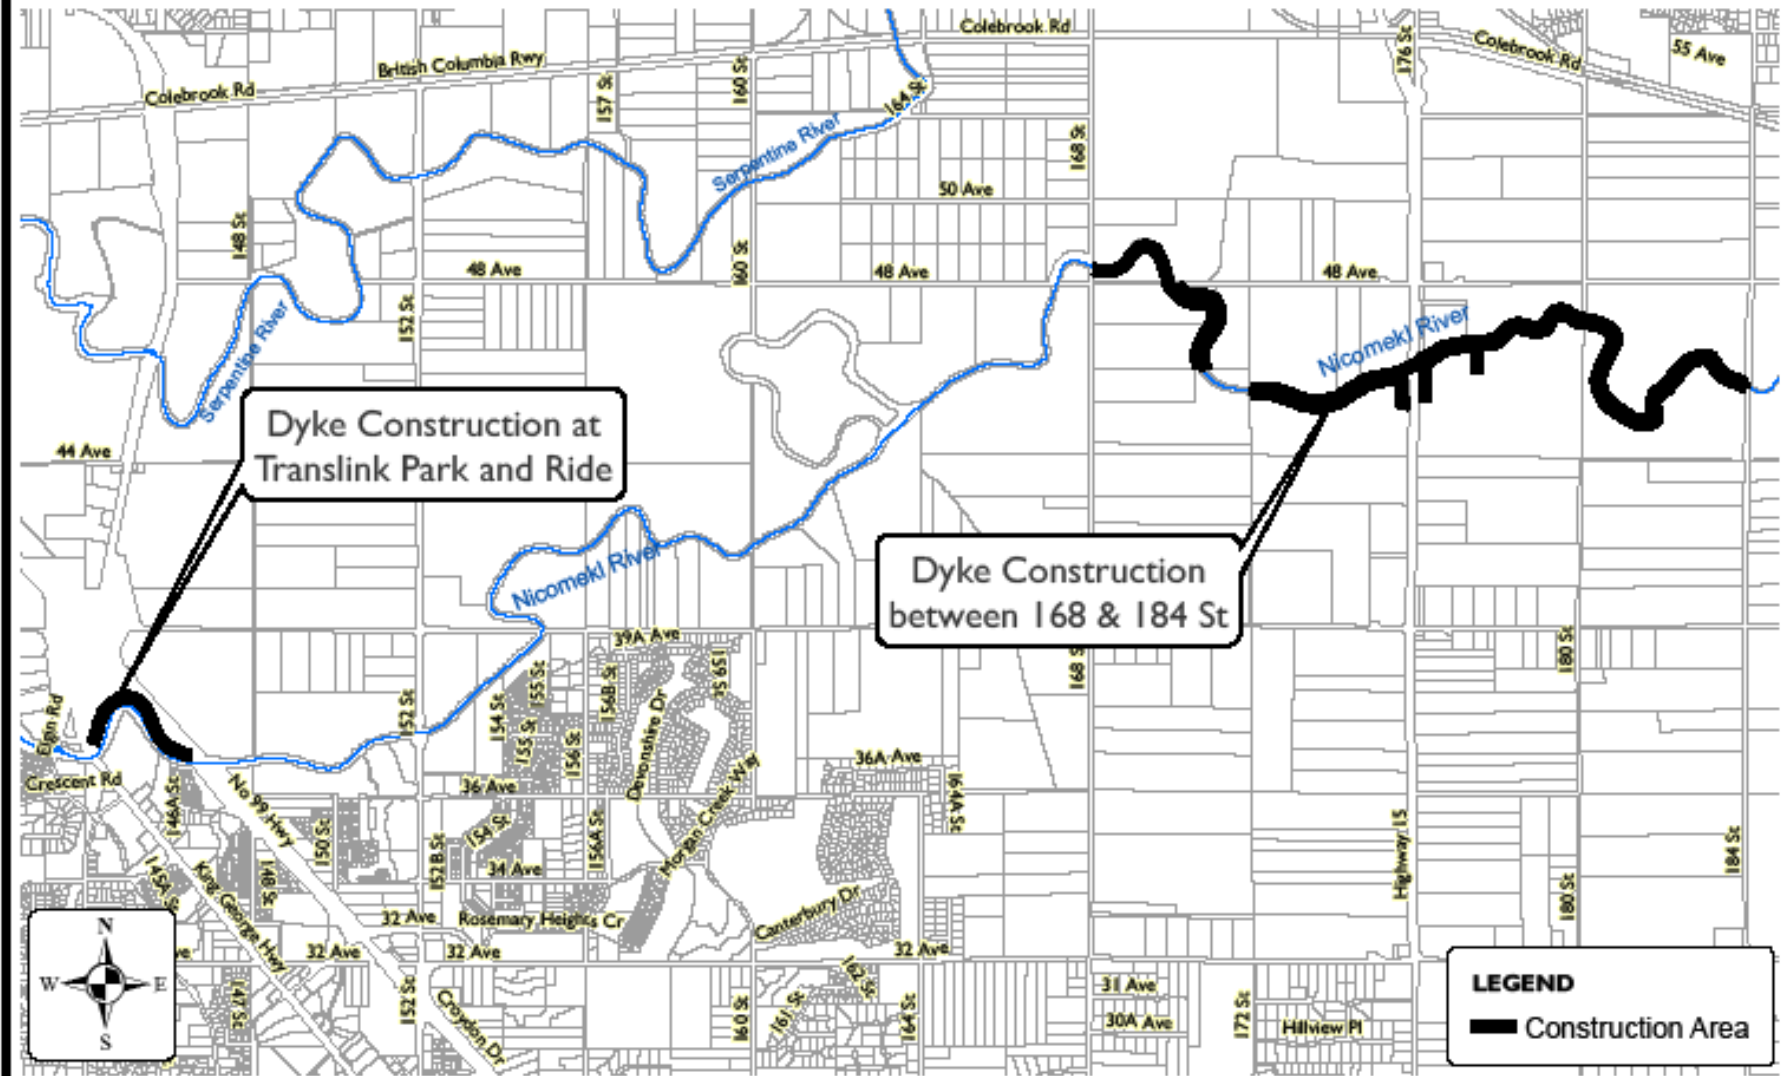 Colebrook Rd
Colebrook Rd
55 Ave
British Columbia Rwy
Colebrook Rd
157 St
160 St
164 St
176 St
Serpentine River
168 St
50 Ave
148 St
48 Ave
160 St
48 Ave
48 Ave
152 St
Serpentine River
Nicomekl River
Dyke Construction at
Translink Park and Ride
44 Ave
Nicomekl River
Dyke Construction
between 168 & 184 St
39A Ave
159 St
168 S
180 St
155 St
156B St
154 St
152 St
Elgin Rd
155 St
156 St
Devonshire Dr
36A Ave
Crescent Rd
146A St
No 99 Hwy
36 Ave
Morgan Creek Way
164A St
150 St
154 St
156A St
Highway 15
184 St
152B St
34 Ave
145A St
148 St
King George Hwy
180 St
32 Ave
Rosemary Heights Cr
Canterbury Dr
ve
32 Ave
32 Ave
32 Ave
N
W E
S
147 St
152 St
Croydon Dr
160 St
161 St
162 St
164 St
31 Ave
30A Ave
172 St
Hillview Pl
LEGEND
Construction Area